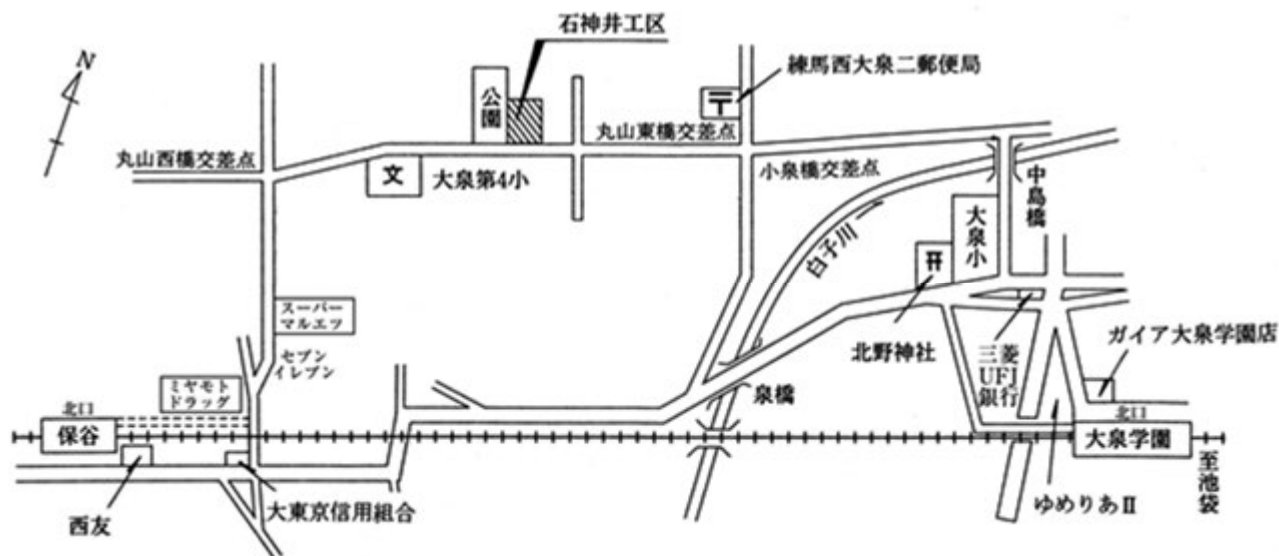 石神井工区
N
公園
練馬西大泉二郵便局
〒
丸山東橋交差点
丸山西橋交差点
文
大泉第4小
小泉橋交差点
中島橋
白子川
大泉小
スーパー
マルエツ
セブン
イレブン
ミヤモト
ドラッグ
北野神社
三菱
UFJ
銀行
ガイア大泉学園店
泉橋
北口
保谷
北口
大泉学園
至池袋
西友
大東京信用組合
ゆめりあⅡ